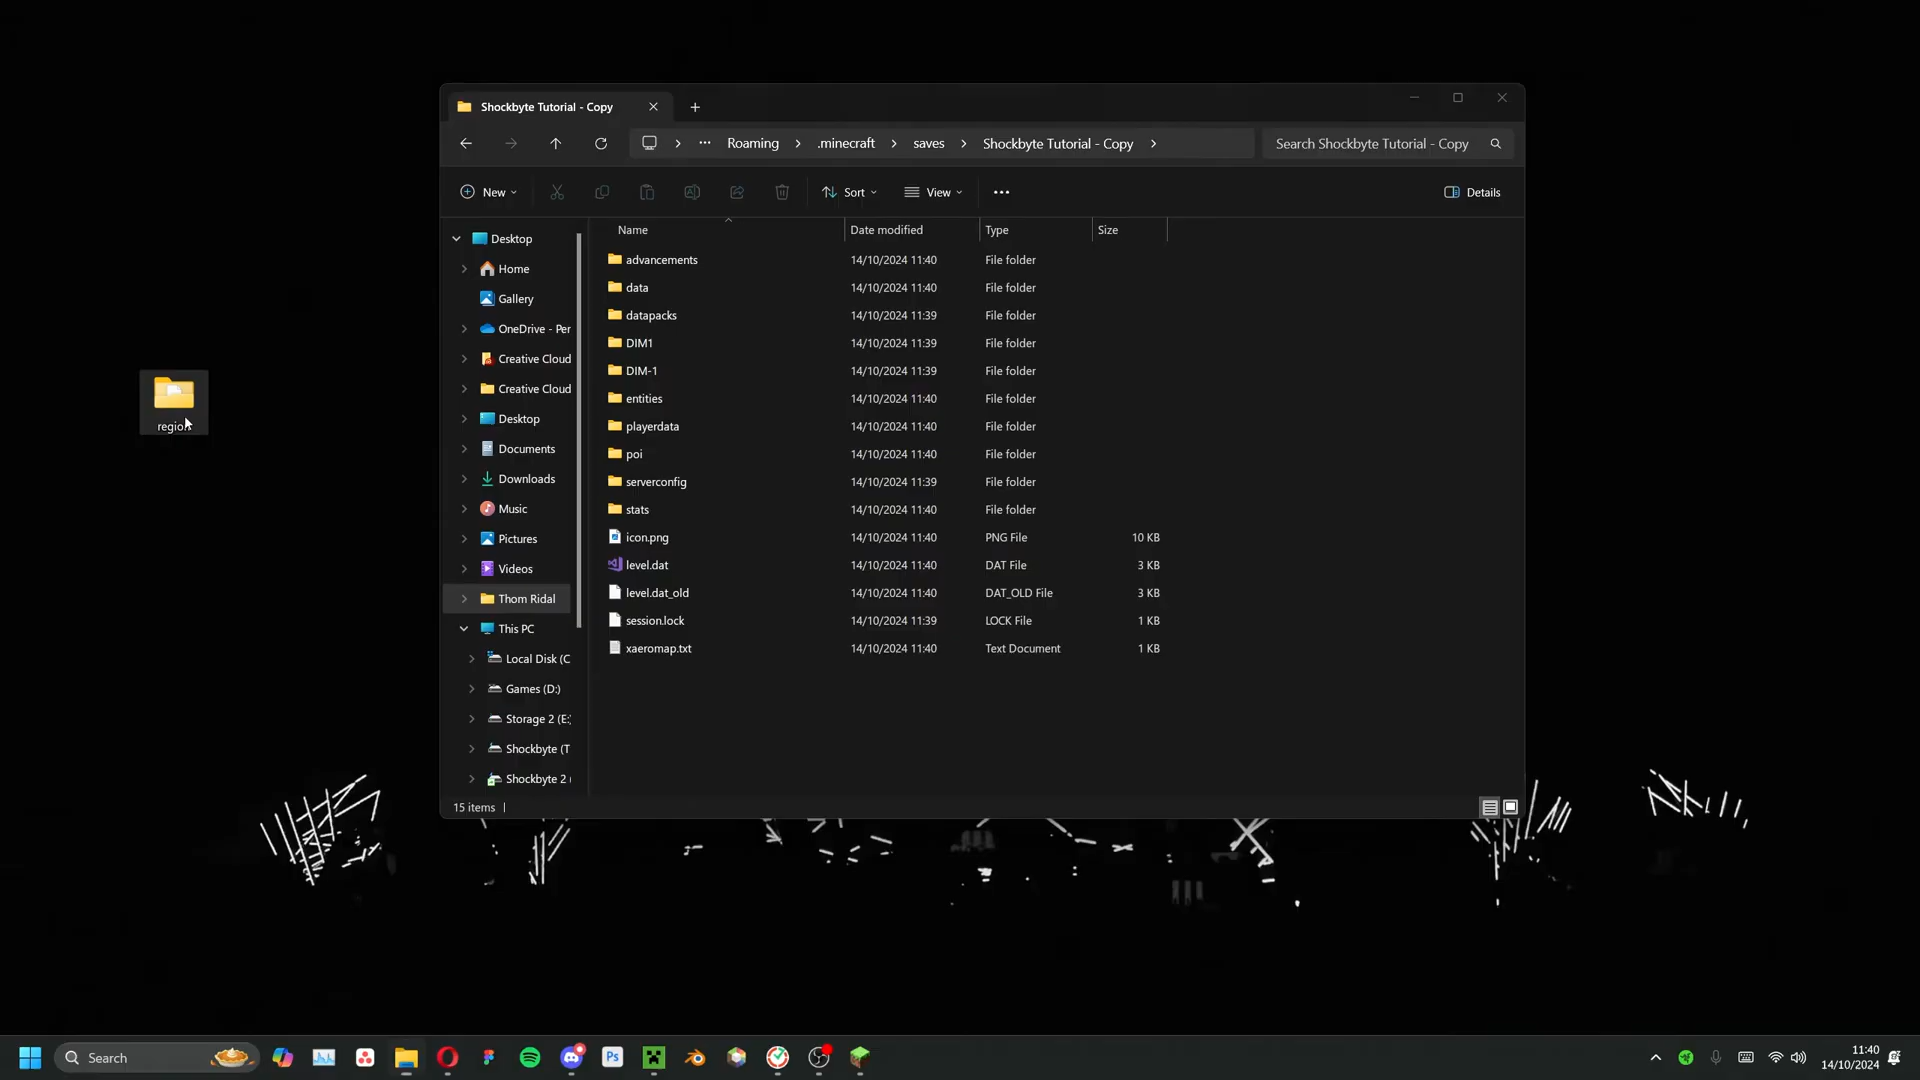 Shockbyte Tutorial - Copy
Roaming
.minecraft
saves
Shockbyte Tutorial - Copy
Search Shockbyte Tutorial - Copy
New
Sort
View
Details
Name Date modified Type Size
Desktop
Home
Gallery
OneDrive - Per
Creative Cloud
Creative Cloud
Desktop
Documents
Downloads
Music
Pictures
Videos
Thom Ridal
This PC
Local Disk (C
Games (D:)
Storage 2 (E:
Shockbyte (T
Shockbyte 2 (
advancements 14/10/2024 11:40 File folder
data 14/10/2024 11:40 File folder
datapacks 14/10/2024 11:39 File folder
DIM1 14/10/2024 11:39 File folder
DIM-1 14/10/2024 11:39 File folder
entities 14/10/2024 11:40 File folder
playerdata 14/10/2024 11:40 File folder
poi 14/10/2024 11:40 File folder
serverconfig 14/10/2024 11:39 File folder
stats 14/10/2024 11:40 File folder
icon.png 14/10/2024 11:40 PNG File 10 KB
level.dat 14/10/2024 11:40 DAT File 3 KB
level.dat_old 14/10/2024 11:40 DAT_OLD File 3 KB
session.lock 14/10/2024 11:39 LOCK File 1 KB
xaeromap.txt 14/10/2024 11:40 Text Document 1 KB
15 items
region
Search
Ps
11:40
14/10/2024